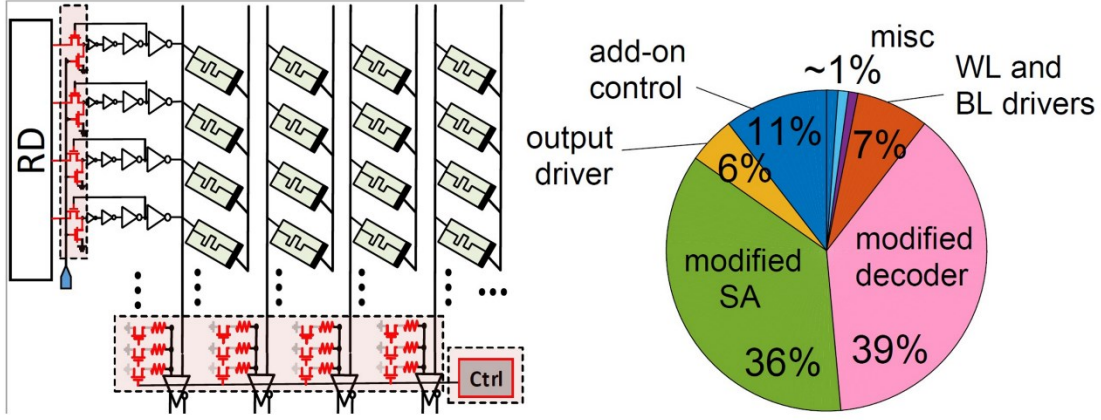 RD
Ctrl
misc
~1%
add-on
control
WL and
BL drivers
11%
7%
output
driver
6%
modified
SA
modified
decoder
36%
39%